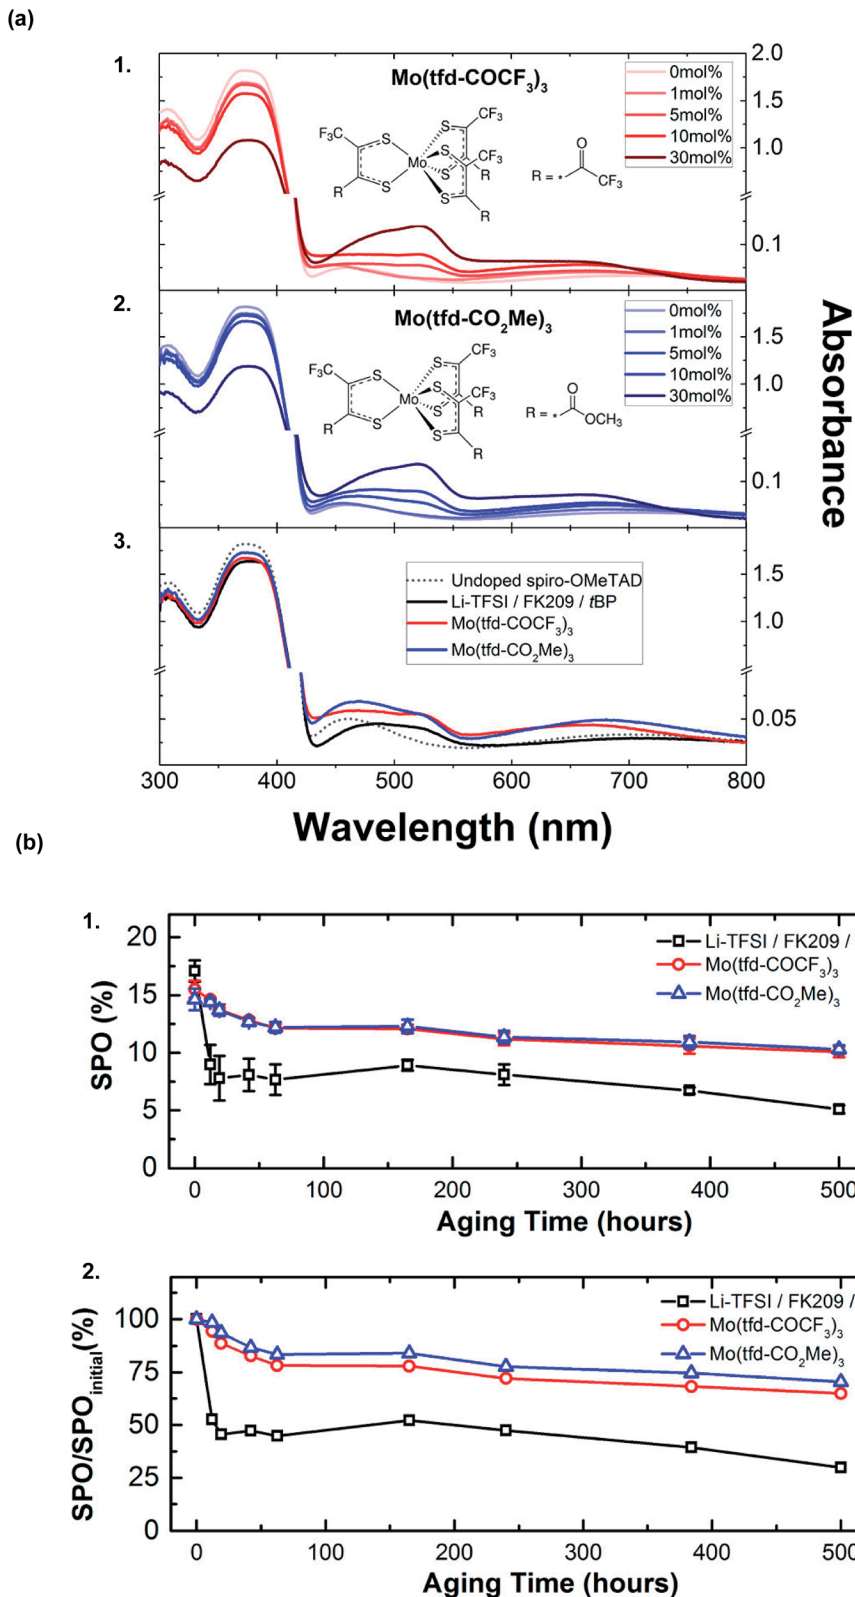 (a)
1.
Mo(tfd-COCF3)3
0mol%
1mol%
5mol%
10mol%
30mol%
2.0
1.5
1.0
0.1
F3C
S
S
R
Mo
S
CF3
S
CF3
S
R
S
R
R = *
O
CF3
2.
Mo(tfd-CO2Me)3
0mol%
1mol%
5mol%
10mol%
30mol%
1.5
1.0
0.1
F3C
S
S
R
Mo
S
CF3
S
CF3
S
R
S
R
R = *
O
OCH3
Absorbance
3.
Undoped spiro-OMeTAD
Li-TFSI / FK209 / tBP
Mo(tfd-COCF3)3
Mo(tfd-CO2Me)3
1.5
1.0
0.05
300 400 500 600 700 800
Wavelength (nm)
(b)
1.
SPO (%)
20
15
10
5
0
Li-TFSI / FK209 /
Mo(tfd-COCF3)3
Mo(tfd-CO2Me)3
0 100 200 300 400 500
Aging Time (hours)
2.
SPO/SPOinitial(%)
100
75
50
25
0
Li-TFSI / FK209 /
Mo(tfd-COCF3)3
Mo(tfd-CO2Me)3
0 100 200 300 400 500
Aging Time (hours)